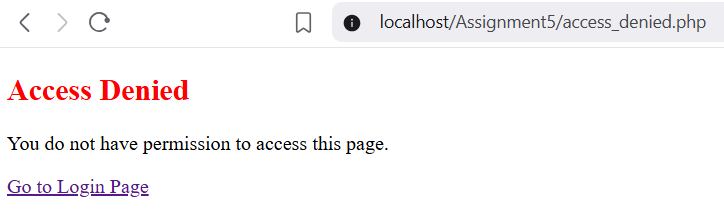 localhost/Assignment5/access_denied.php
Access Denied
You do not have permission to access this page.
Go to Login Page